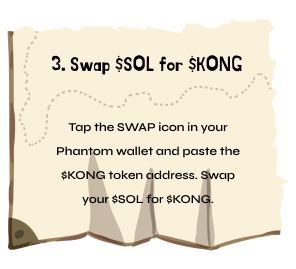 3. Swap $SOL for $KONG
Tap the SWAP icon in your
Phantom wallet and paste the
$KONG token address. Swap
your $SOL for $KONG.